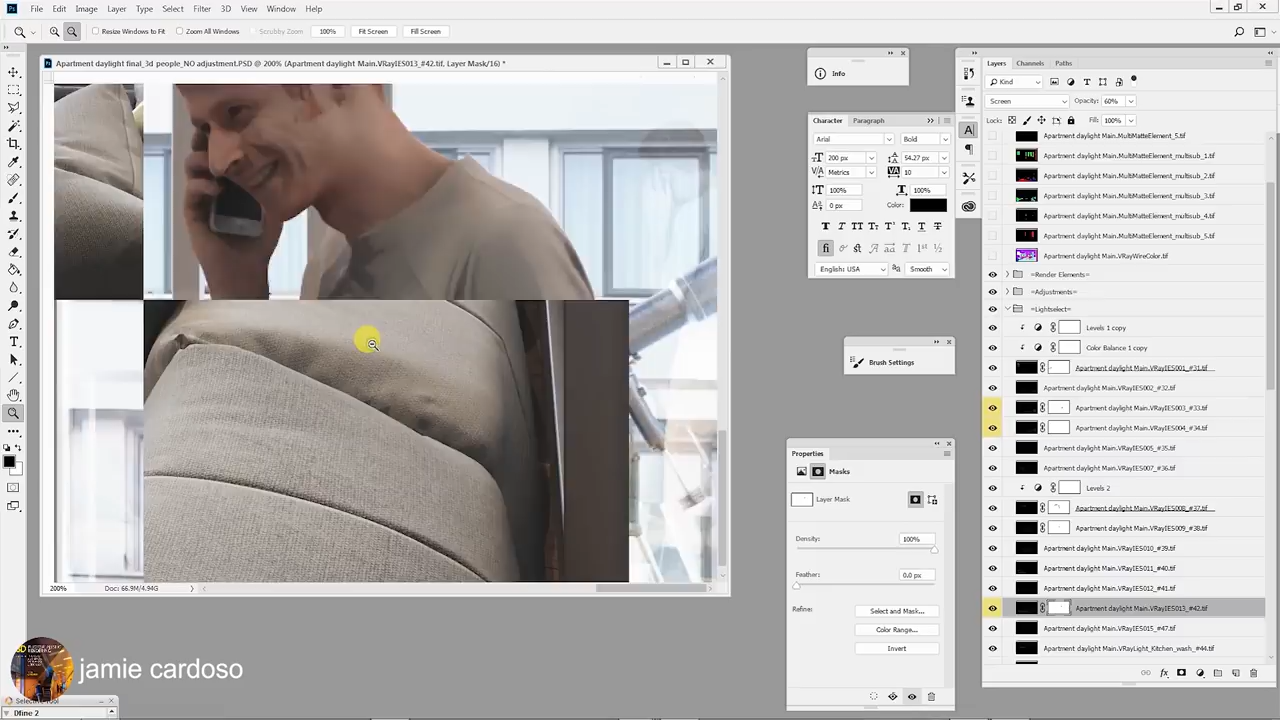 Ps File Edit Image Layer Type Select Filter 3D View Window Help
Resize Windows to Fit Zoom All Windows Scrubby Zoom 100% Fit Screen Fill Screen
Apartment daylight final_3d people_NO adjustment.PSD @ 200% (Apartment daylight Main.VRayIES013_#42.tif, Layer Mask/16) *
200% Doc: 66.9M/4.94G
jamie cardoso
Selective Tool
Dfine 2
Info
Character Paragraph
Arial Bold
200 px 54.27 px
Metrics 10
100% 100%
0 px Color:
English: USA Smooth
Brush Settings
Properties
Masks
Layer Mask
Density: 100%
Feather: 0.0 px
Refine: Select and Mask...
Color Range...
Invert
Layers Channels Paths
Kind
Screen Opacity: 60%
Lock: Fill: 100%
Apartment daylight Main.MultiMatteElement_5.tif
Apartment daylight Main.MultiMatteElement_multisub_1.tif
Apartment daylight Main.MultiMatteElement_multisub_2.tif
Apartment daylight Main.MultiMatteElement_multisub_3.tif
Apartment daylight Main.MultiMatteElement_multisub_4.tif
Apartment daylight Main.MultiMatteElement_multisub_5.tif
Apartment daylight Main.VRayWireColor.tif
=Render Elements=
=Adjustments=
=Lightselect=
Levels 1 copy
Color Balance 1 copy
Apartment daylight Main.VRayIES001_#31.tif
Apartment daylight Main.VRayIES002_#32.tif
Apartment daylight Main.VRayIES003_#33.tif
Apartment daylight Main.VRayIES004_#34.tif
Apartment daylight Main.VRayIES005_#35.tif
Apartment daylight Main.VRayIES007_#36.tif
Levels 2
Apartment daylight Main.VRayIES008_#37.tif
Apartment daylight Main.VRayIES009_#38.tif
Apartment daylight Main.VRayIES010_#39.tif
Apartment daylight Main.VRayIES011_#40.tif
Apartment daylight Main.VRayIES012_#41.tif
Apartment daylight Main.VRayIES013_#42.tif
Apartment daylight Main.VRayIES015_#47.tif
Apartment daylight Main.VRayLight_Kitchen_wash_#44.tif